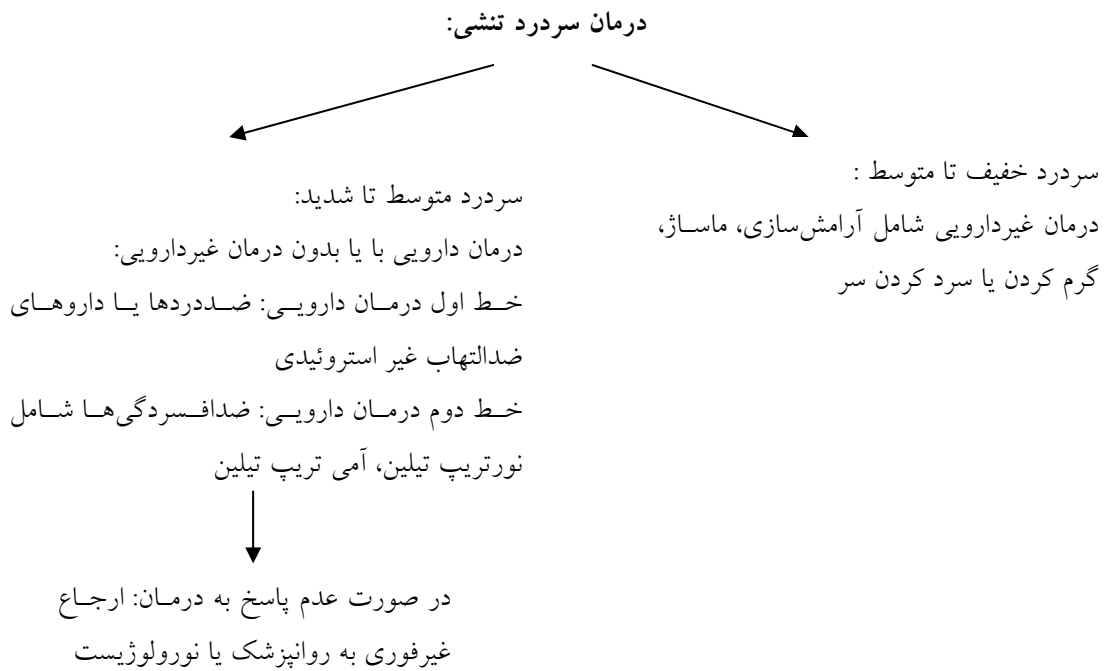 درمان سردرد تنشی:
سردرد خفیف تا متوسط :
درمان غیردارویی شامل آرامش‌سازی، ماساژ،
گرم کردن یا سرد کردن سر
سردرد متوسط تا شدید:
درمان دارویی با یا بدون درمان غیردارویی:
خط اول درمان دارویی: ضددردها یا داروهای
ضدالتهاب غیر استروئیدی
خط دوم درمان دارویی: ضدافسردگی‌ها شامل
نورتریپ تیلین، آمی تریپ تیلین
در صورت عدم پاسخ به درمان: ارجاع
غیرفوری به روانپزشک یا نورولوژیست